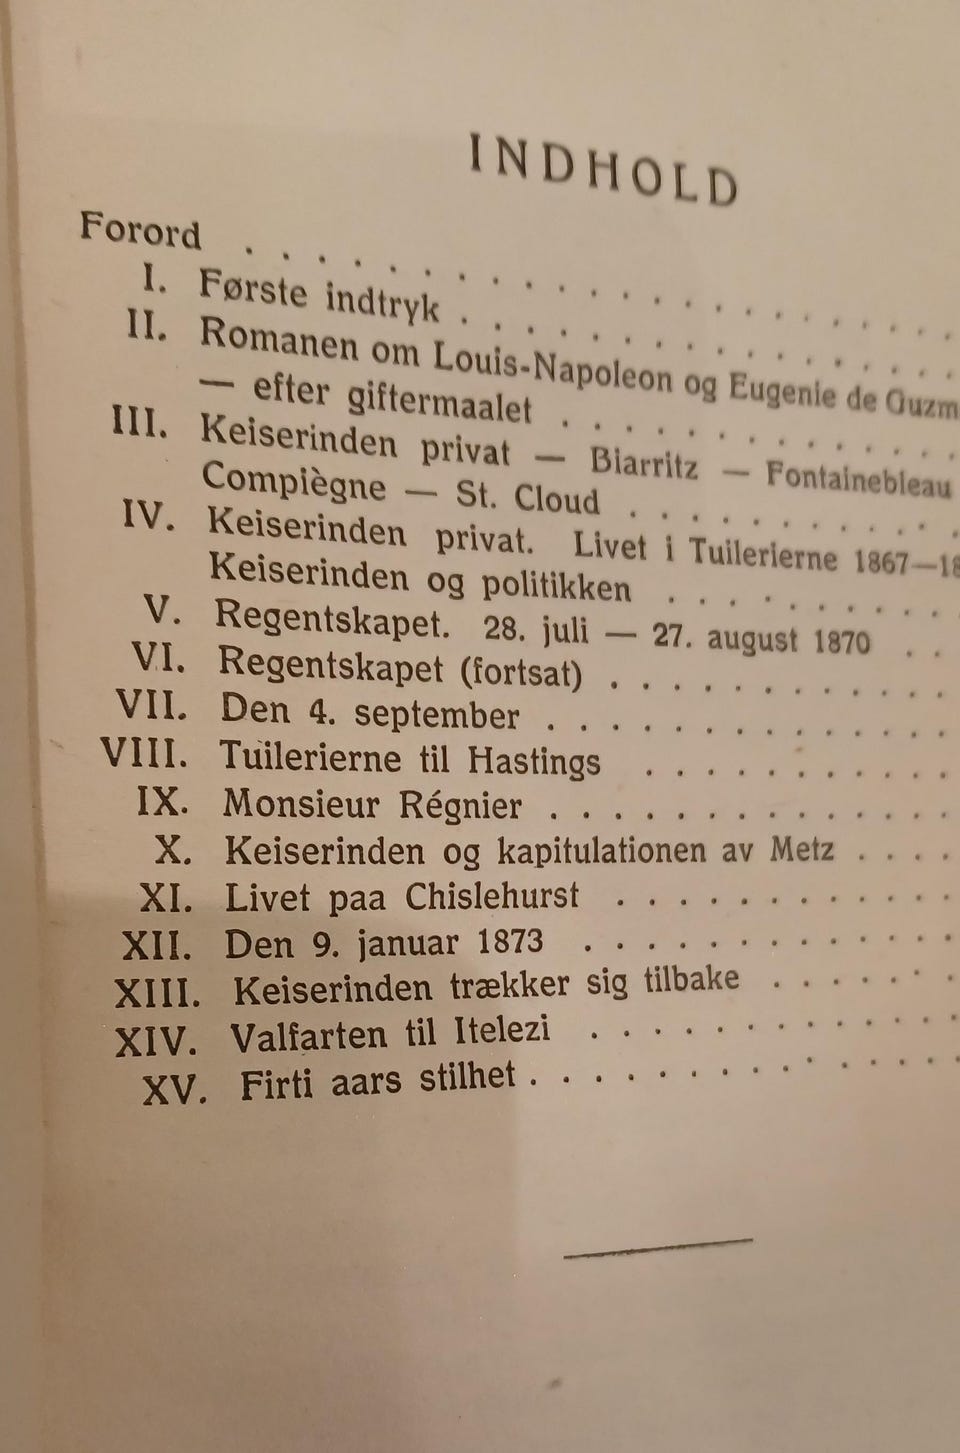 INDHOLD
Forord . . . . . . . . . . . . . . . . . . . . . .
I. Første indtryk . . . . . . . . . . . . . . . .
II. Romanen om Louis-Napoleon og Eugenie de Guzm
— efter giftermaalet . . . . . . . . . . . . .
III. Keiserinden privat — Biarritz — Fontainebleau
Compiègne — St. Cloud . . . . . . . . . . .
IV. Keiserinden privat. Livet i Tuilerierne 1867—18
Keiserinden og politikken . . . . . . . . . .
V. Regentskapet. 28. juli — 27. august 1870 . .
VI. Regentskapet (fortsat) . . . . . . . . . . . .
VII. Den 4. september . . . . . . . . . . . . . .
VIII. Tuilerierne til Hastings . . . . . . . . . .
IX. Monsieur Régnier . . . . . . . . . . . . . .
X. Keiserinden og kapitulationen av Metz . . . .
XI. Livet paa Chislehurst . . . . . . . . . . . .
XII. Den 9. januar 1873 . . . . . . . . . . . . .
XIII. Keiserinden trækker sig tilbake . . . . . . .
XIV. Valfarten til Itelezi . . . . . . . . . . . .
XV. Firti aars stilhet . . . . . . . . . . . . . .